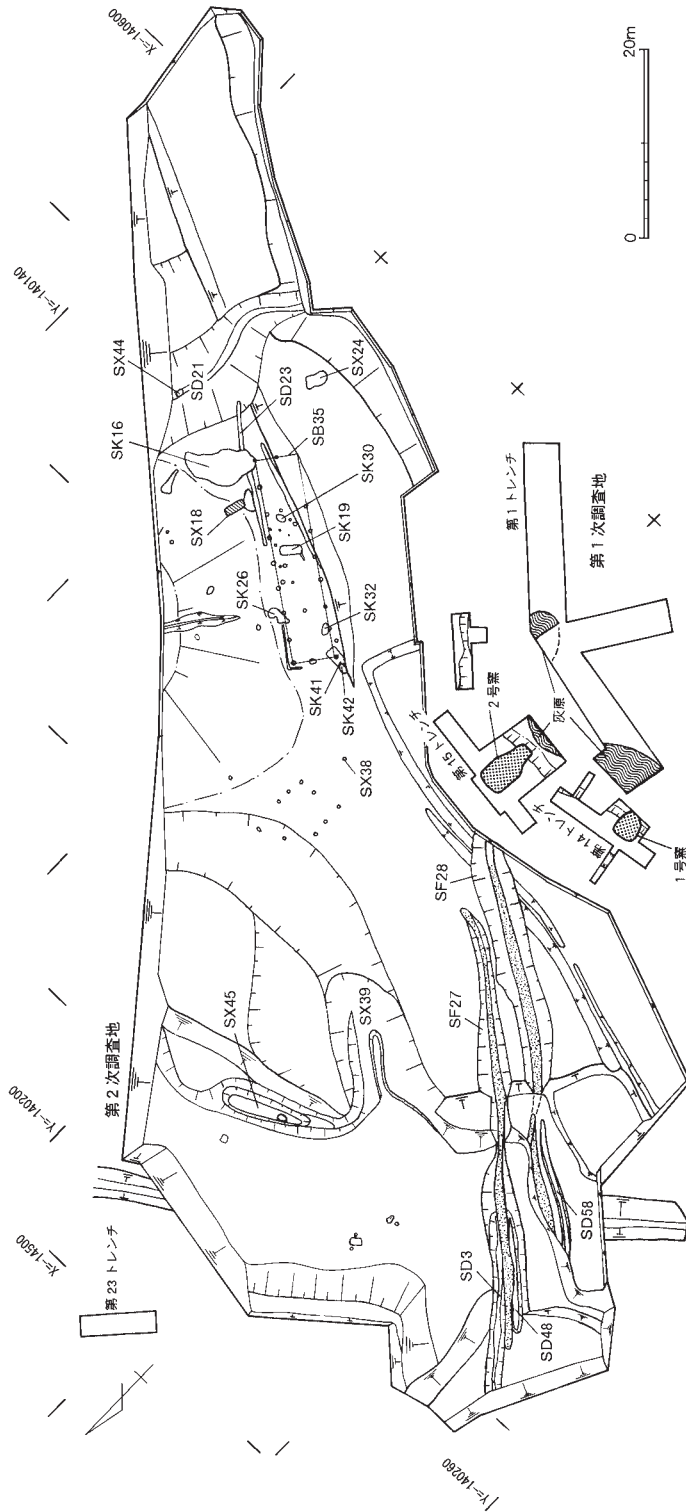 X=-140600
Y=-140140
SX44
SD21
SK16
SD23
SX24
SX18
SB35
SK30
SK19
SK26
SK32
SK41
SK42
SX38
第1トレンチ
第1次調査地
2号窯
灰原
第15トレンチ
第14トレンチ
1号窯
SF28
SF27
SX39
SX45
第2次調査地
Y=-140200
X=-14500
第23トレンチ
SD3
SD48
SD58
Y=-140260
0
20m